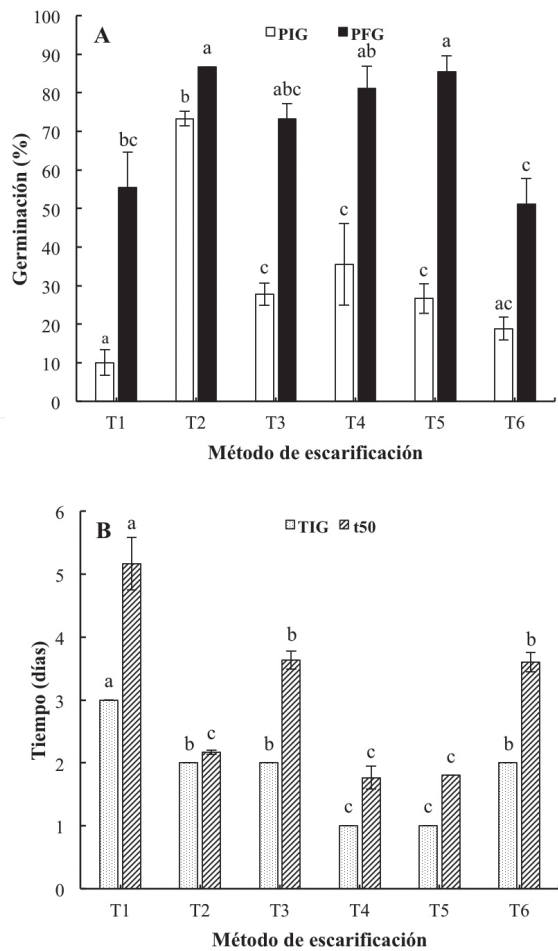 A
PIG PFG
Germinación (%)
100
90
80
70
60
50
40
30
20
10
0
a bc
b a
c abc
c ab
c a
ac c
T1 T2 T3 T4 T5 T6
Método de escarificación
B
TIG t50
Tiempo (días)
6
5
4
3
2
1
0
a a
b c
b b
c c
c c
b b
T1 T2 T3 T4 T5 T6
Método de escarificación